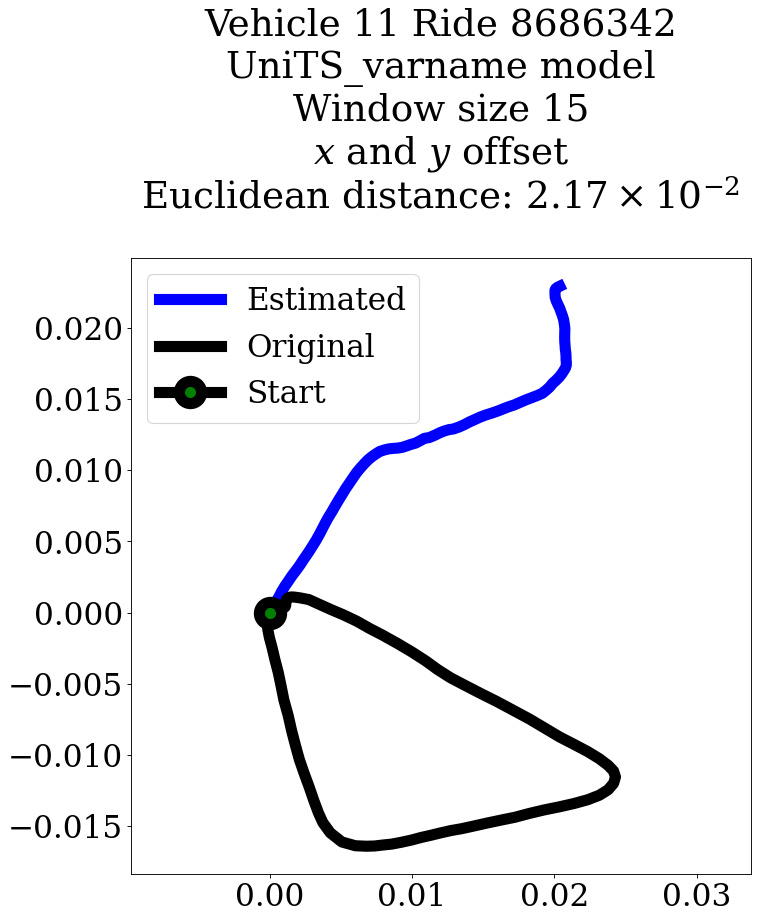 Vehicle 11 Ride 8686342
UniTS_varname model
Window size 15
x and y offset
Euclidean distance: 2.17 × 10⁻²
Estimated
Original
Start
0.020
0.015
0.010
0.005
0.000
−0.005
−0.010
−0.015
0.00 0.01 0.02 0.03